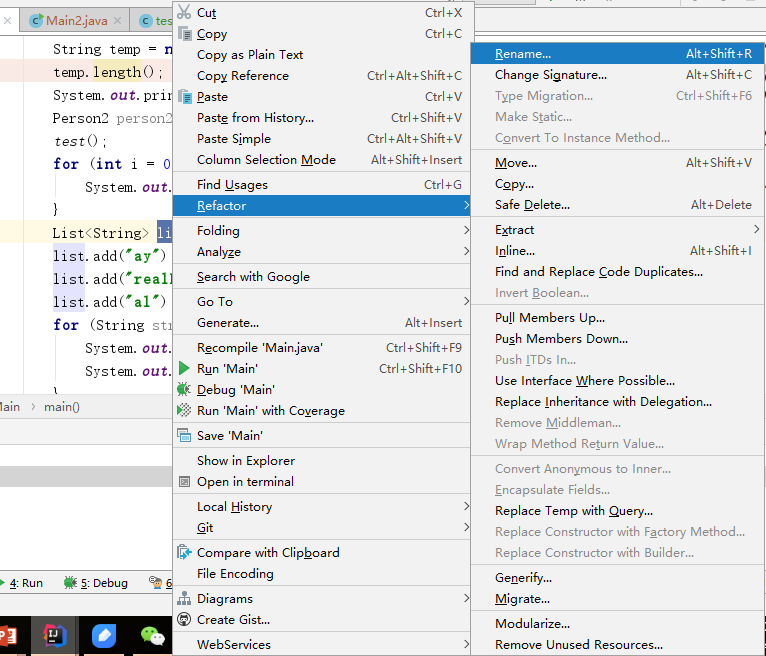 Main2.java
tes
String temp = n
temp.length();
System.out.prin
Person2 person2
test();
for (int i = 0
System.out.
}
List<String> li
list.add("ay")
list.add("reall
list.add("al")
for (String str
System.out.
System.out.
}
Main > main()
4: Run
5: Debug
6
Cut Ctrl+X
Copy Ctrl+C
Copy as Plain Text
Copy Reference Ctrl+Alt+Shift+C
Paste Ctrl+V
Paste from History... Ctrl+Shift+V
Paste Simple Ctrl+Alt+Shift+V
Column Selection Mode Alt+Shift+Insert
Find Usages Ctrl+G
Refactor
Folding
Analyze
Search with Google
Go To
Generate... Alt+Insert
Recompile 'Main.java' Ctrl+Shift+F9
Run 'Main' Ctrl+Shift+F10
Debug 'Main'
Run 'Main' with Coverage
Save 'Main'
Show in Explorer
Open in terminal
Local History
Git
Compare with Clipboard
File Encoding
Diagrams
Create Gist...
WebServices
Rename... Alt+Shift+R
Change Signature... Alt+Shift+C
Type Migration... Ctrl+Shift+F6
Make Static...
Convert To Instance Method...
Move... Alt+Shift+V
Copy...
Safe Delete... Alt+Delete
Extract
Inline... Alt+Shift+I
Find and Replace Code Duplicates...
Invert Boolean...
Pull Members Up...
Push Members Down...
Push ITDs In...
Use Interface Where Possible...
Replace Inheritance with Delegation...
Remove Middleman...
Wrap Method Return Value...
Convert Anonymous to Inner...
Encapsulate Fields...
Replace Temp with Query...
Replace Constructor with Factory Method...
Replace Constructor with Builder...
Generify...
Migrate...
Modularize...
Remove Unused Resources...